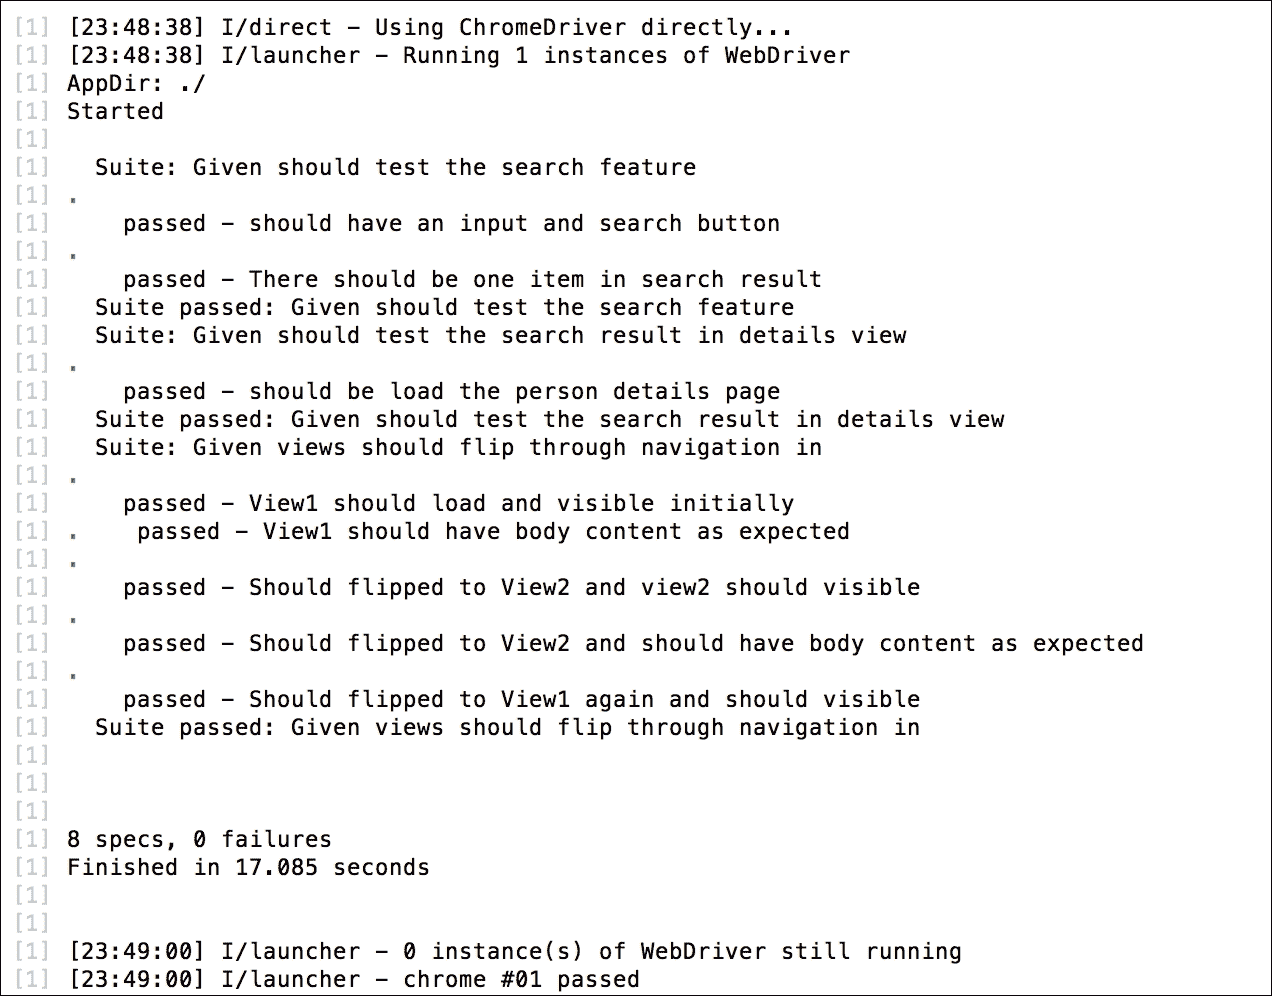 [1] [23:48:38] I/direct – Using ChromeDriver directly...
[1] [23:48:38] I/launcher – Running 1 instances of WebDriver
[1] AppDir: ./
[1] Started
[1]
[1]   Suite: Given should test the search feature
[1] .
[1]     passed – should have an input and search button
[1] .
[1]     passed – There should be one item in search result
[1]   Suite passed: Given should test the search feature
[1]   Suite: Given should test the search result in details view
[1] .
[1]     passed – should be load the person details page
[1]   Suite passed: Given should test the search result in details view
[1]   Suite: Given views should flip through navigation in
[1] .
[1]     passed – View1 should load and visible initially
[1] .    passed – View1 should have body content as expected
[1] .
[1]     passed – Should flipped to View2 and view2 should visible
[1] .
[1]     passed – Should flipped to View2 and should have body content as expected
[1] .
[1]     passed – Should flipped to View1 again and should visible
[1]   Suite passed: Given views should flip through navigation in
[1]
[1]
[1]
[1] 8 specs, 0 failures
[1] Finished in 17.085 seconds
[1]
[1]
[1] [23:49:00] I/launcher – 0 instance(s) of WebDriver still running
[1] [23:49:00] I/launcher – chrome #01 passed